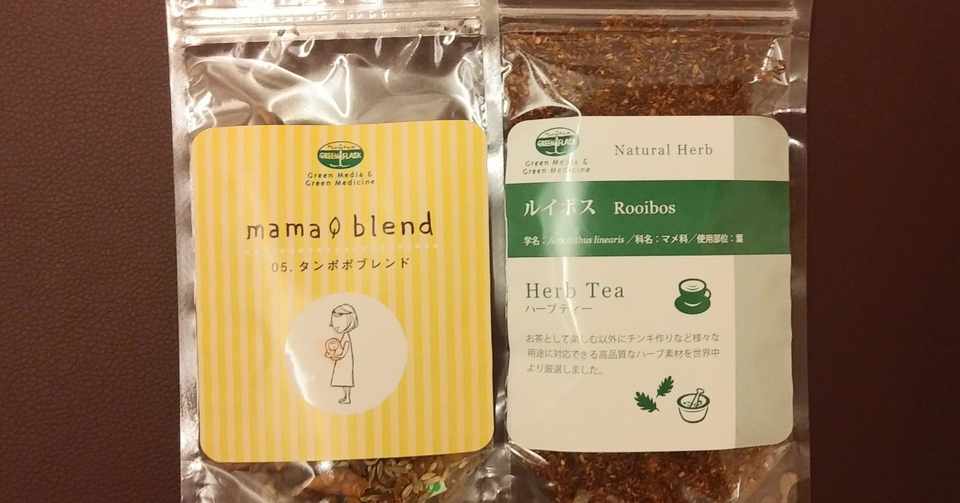 GREEN FLASK
Green Media &
Green Medicine
mama blend
05. タンポポブレンド
GREEN FLASK
Green Media &
Green Medicine
Natural Herb
ルイボス Rooibos
学名：linearis／科名：マメ科／使用部位：葉
Herb Tea
ハーブティー
お茶として楽しむ以外にチンキ作りなど様々な
用途に対応できる高品質なハーブ素材を世界中
より厳選しました。